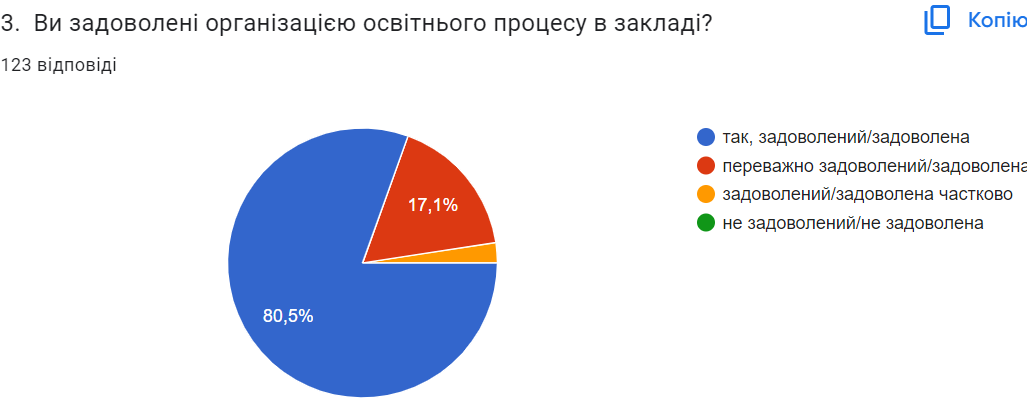 3. Ви задоволені організацією освітнього процесу в закладі?
Копію
123 відповіді
так, задоволений/задоволена
переважно задоволений/задоволена
задоволений/задоволена частково
не задоволений/не задоволена
17,1%
80,5%